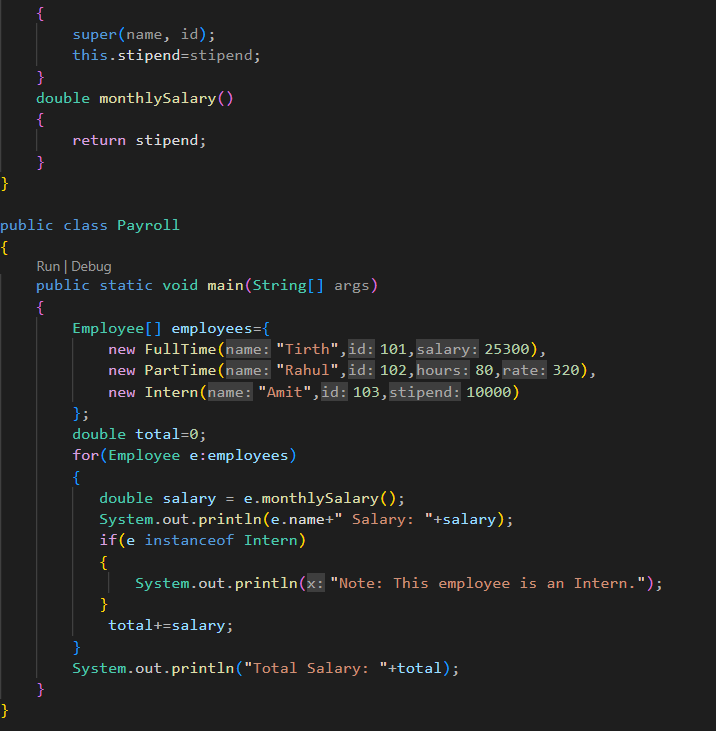 {
super(name, id);
this.stipend=stipend;
}
double monthlySalary()
{
return stipend;
}
}
public class Payroll
{
Run | Debug
public static void main(String[] args)
{
Employee[] employees={
new FullTime(name: "Tirth",id: 101,salary: 25300),
new PartTime(name: "Rahul",id: 102,hours: 80,rate: 320),
new Intern(name: "Amit",id: 103,stipend: 10000)
};
double total=0;
for(Employee e:employees)
{
double salary = e.monthlySalary();
System.out.println(e.name+" Salary: "+salary);
if(e instanceof Intern)
{
System.out.println(x: "Note: This employee is an Intern.");
}
total+=salary;
}
System.out.println("Total Salary: "+total);
}
}